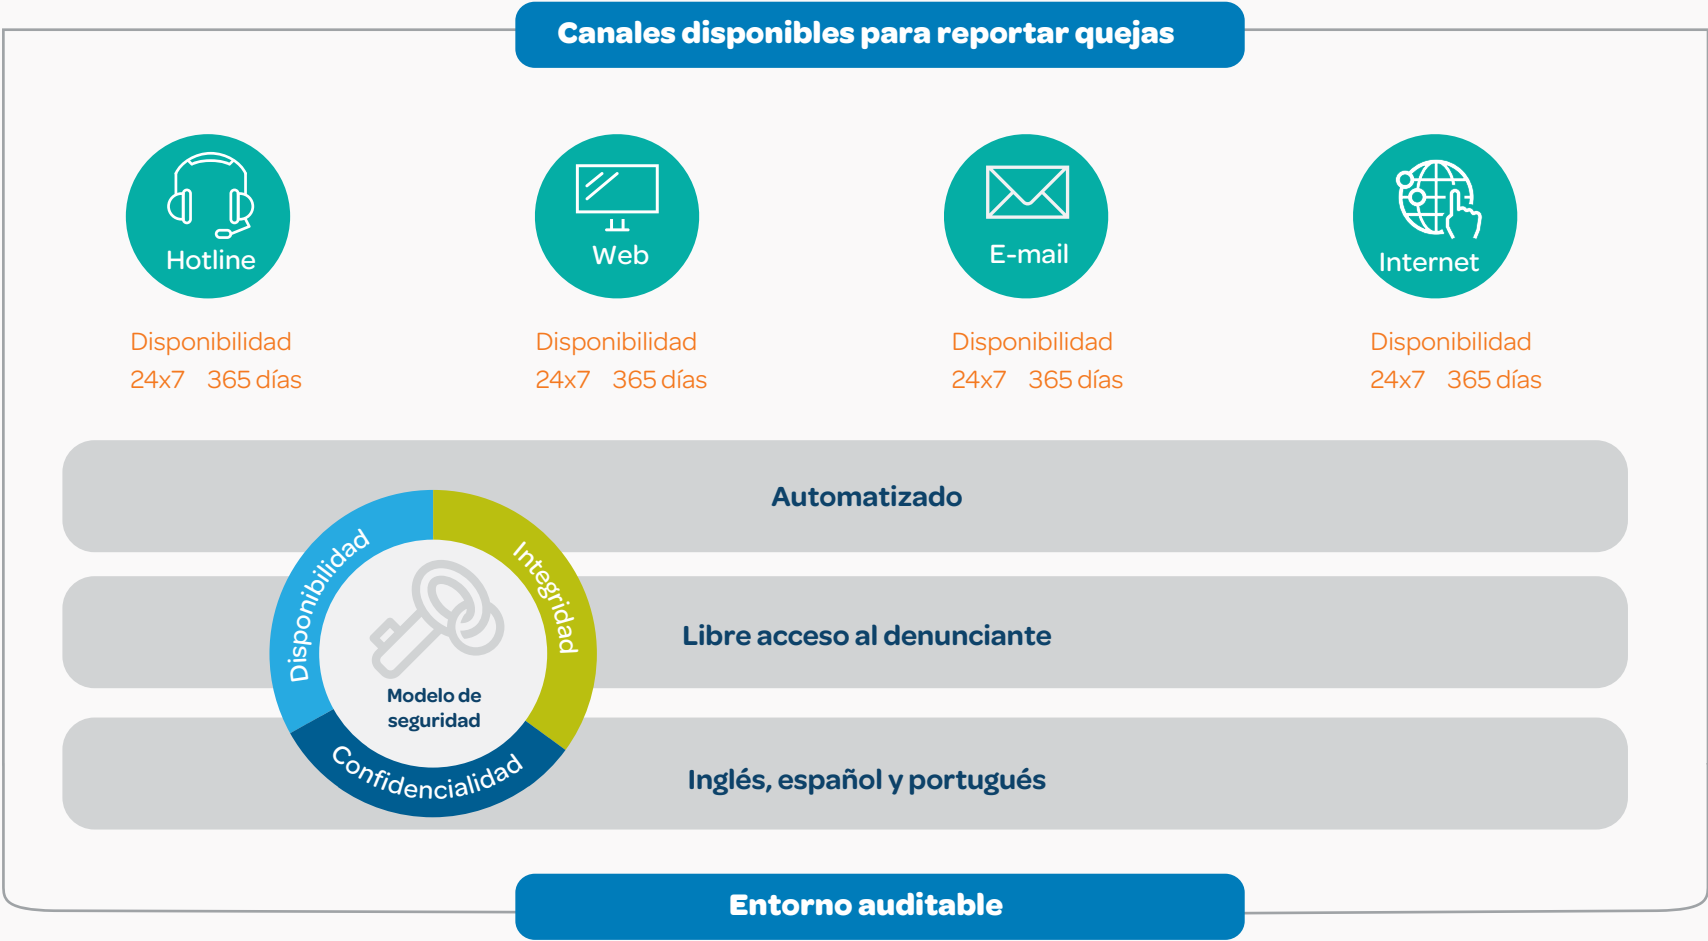 Canales disponibles para reportar quejas
Hotline
Web
E-mail
Internet
Disponibilidad
24x7 365 días
Disponibilidad
24x7 365 días
Disponibilidad
24x7 365 días
Disponibilidad
24x7 365 días
Automatizado
Disponibilidad
Integridad
Libre acceso al denunciante
Modelo de
seguridad
Confidencialidad
Inglés, español y portugués
Entorno auditable